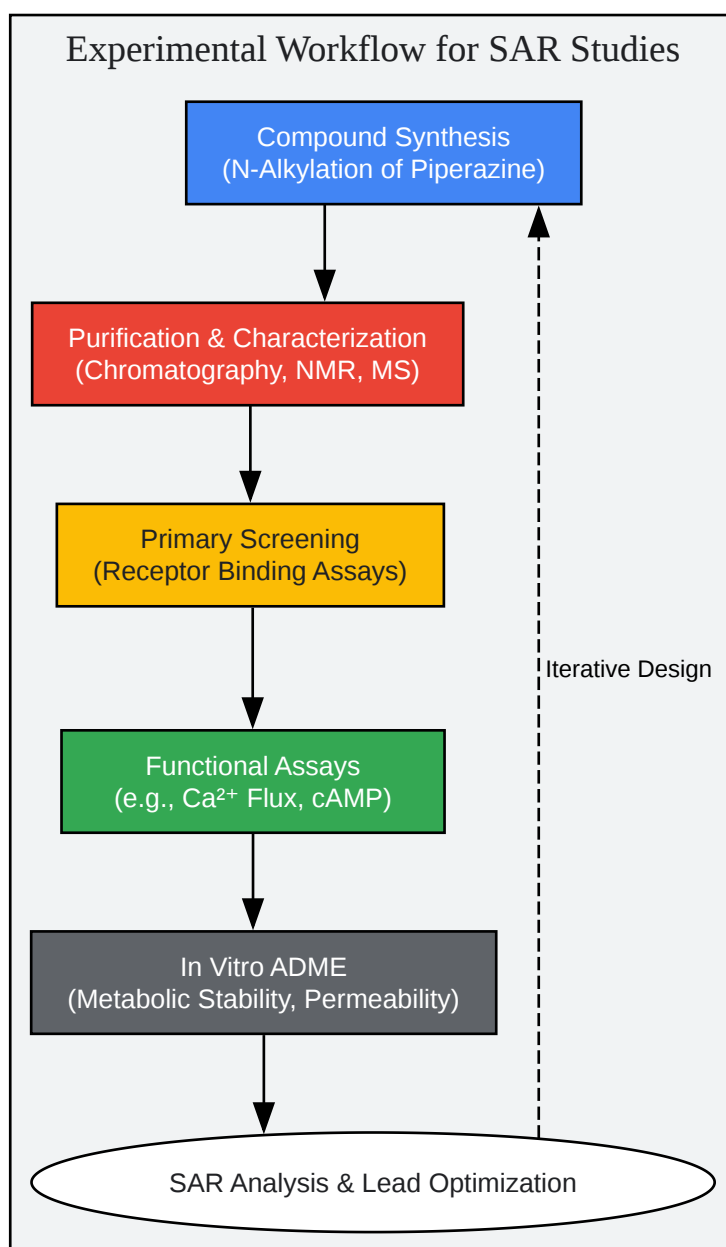 Experimental Workflow for SAR Studies
Compound Synthesis
(N-Alkylation of Piperazine)
Purification & Characterization
(Chromatography, NMR, MS)
Primary Screening
(Receptor Binding Assays)
Iterative Design
Functional Assays
(e.g., Ca²⁺ Flux, cAMP)
In Vitro ADME
(Metabolic Stability, Permeability)
SAR Analysis & Lead Optimization